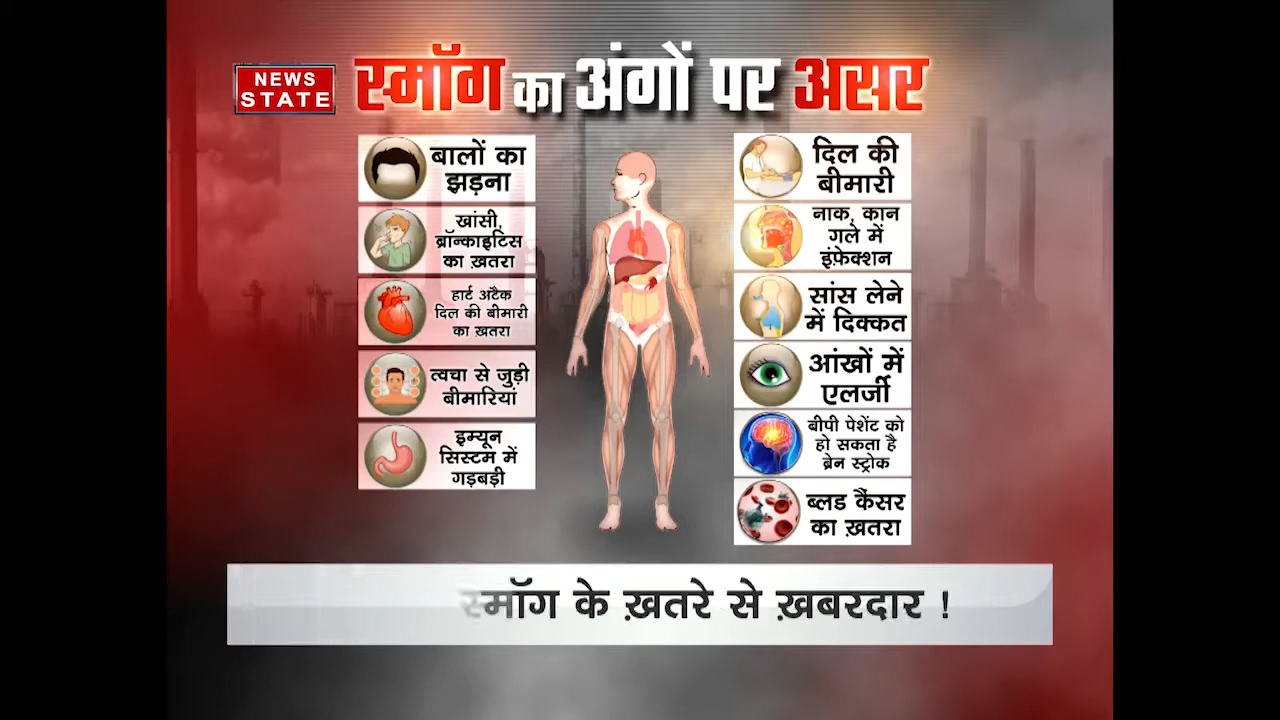 NEWS
STATE
स्मॉग का अंगों पर असर
बालों का
झड़ना
खांसी,
ब्रॉन्काइटिस
का ख़तरा
हार्ट अटैक
दिल की बीमारी
का ख़तरा
त्वचा से जुड़ी
बीमारियां
इम्यून
सिस्टम में
गड़बड़ी
दिल की
बीमारी
नाक, कान
गले में
इंफ़ेक्शन
सांस लेने
में दिक्कत
आंखों में
एलर्जी
बीपी पेशेंट को
हो सकता है
ब्रेन स्ट्रोक
ब्लड कैंसर
का ख़तरा
स्मॉग के ख़तरे से ख़बरदार !